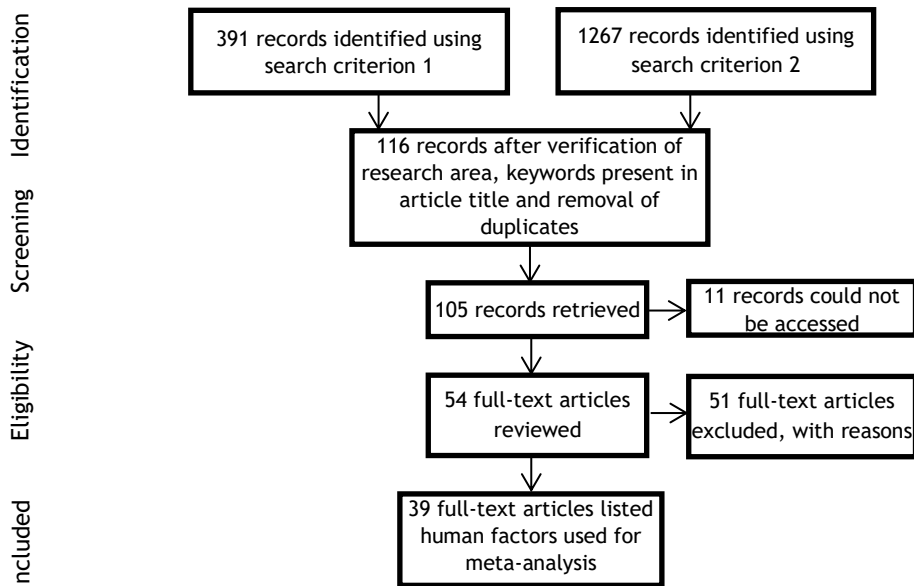 Identification
391 records identified using
search criterion 1
1267 records identified using
search criterion 2
116 records after verification of
research area, keywords present in
article title and removal of
duplicates
Screening
105 records retrieved
11 records could not
be accessed
Eligibility
54 full-text articles
reviewed
51 full-text articles
excluded, with reasons
ncluded
39 full-text articles listed
human factors used for
meta-analysis